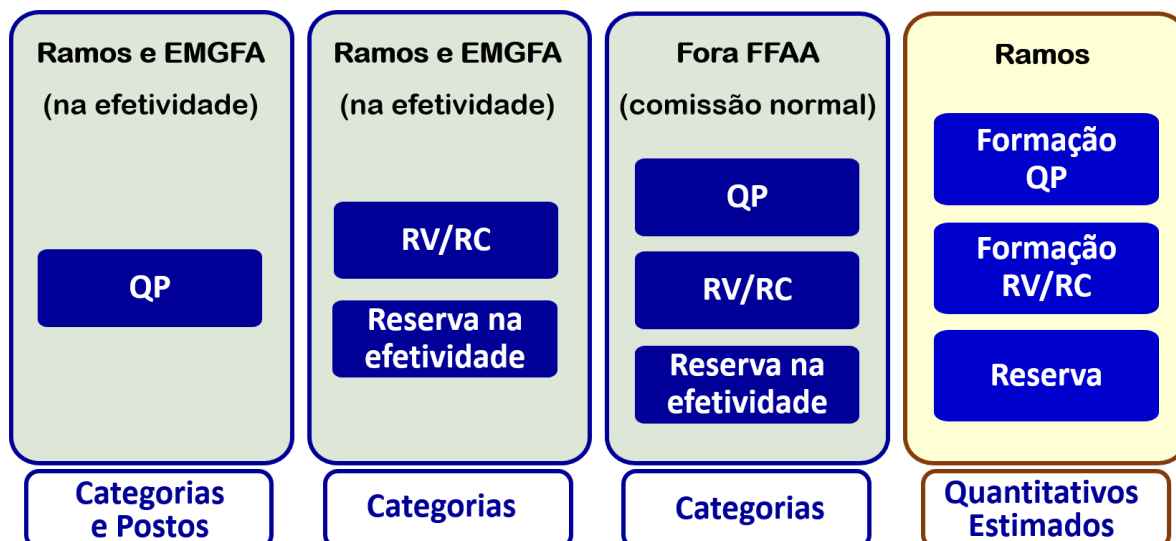 Ramos e EMGFA
(na efetividade)
QP
Categorias
e Postos
Ramos e EMGFA
(na efetividade)
RV/RC
Reserva na
efetividade
Categorias
Fora FFAA
(comissão normal)
QP
RV/RC
Reserva na
efetividade
Categorias
Ramos
Formação
QP
Formação
RV/RC
Reserva
Quantitativos
Estimados